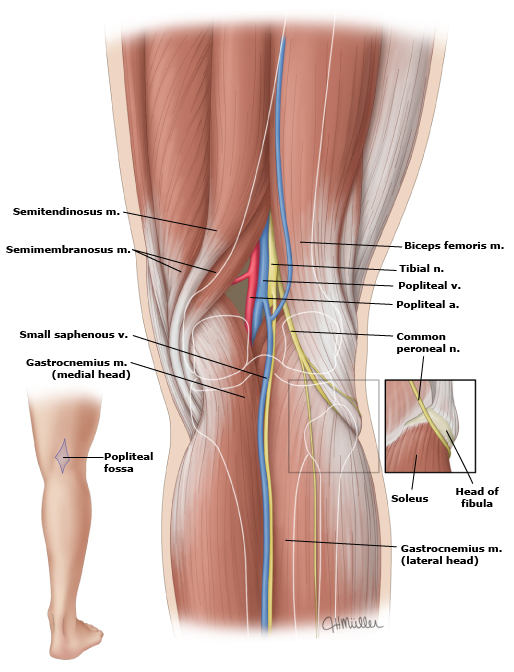 Semitendinosus m.
Semimembranosus m.
Small saphenous v.
Gastrocnemius m.
(medial head)
Popliteal
fossa
Biceps femoris m.
Tibial n.
Popliteal v.
Popliteal a.
Common
peroneal n.
Soleus
Head of
fibula
Gastrocnemius m.
(lateral head)
JHMüller